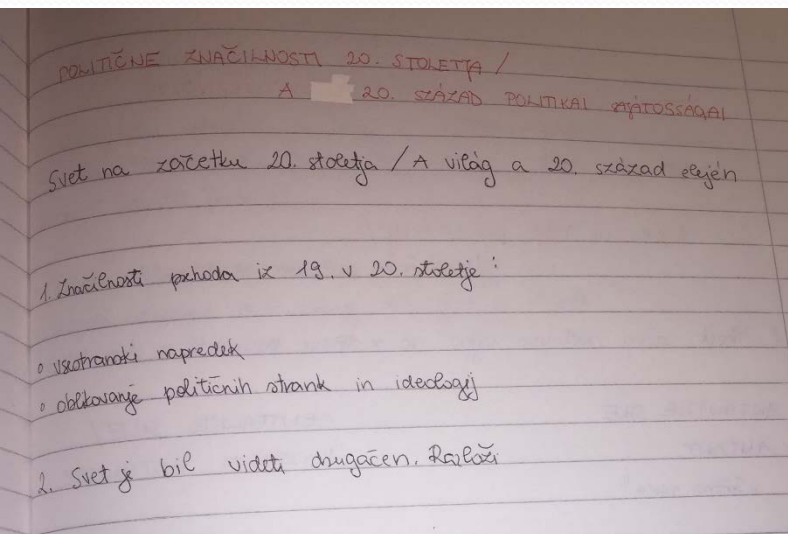 POLITIČNE ZNAČILNOSTI 20. STOLETJA /
A 20. SZÁZAD POLITIKAI SAJÁTOSSÁGAI
Svet na začetku 20. stoletja / A világ a 20. század elején
1. Značilnosti prehoda iz 19. v 20. stoletje:
◦ vsestranski napredek
◦ oblikovanje političnih strank in ideologij
2. Svet je bil videti drugačen. Razloži